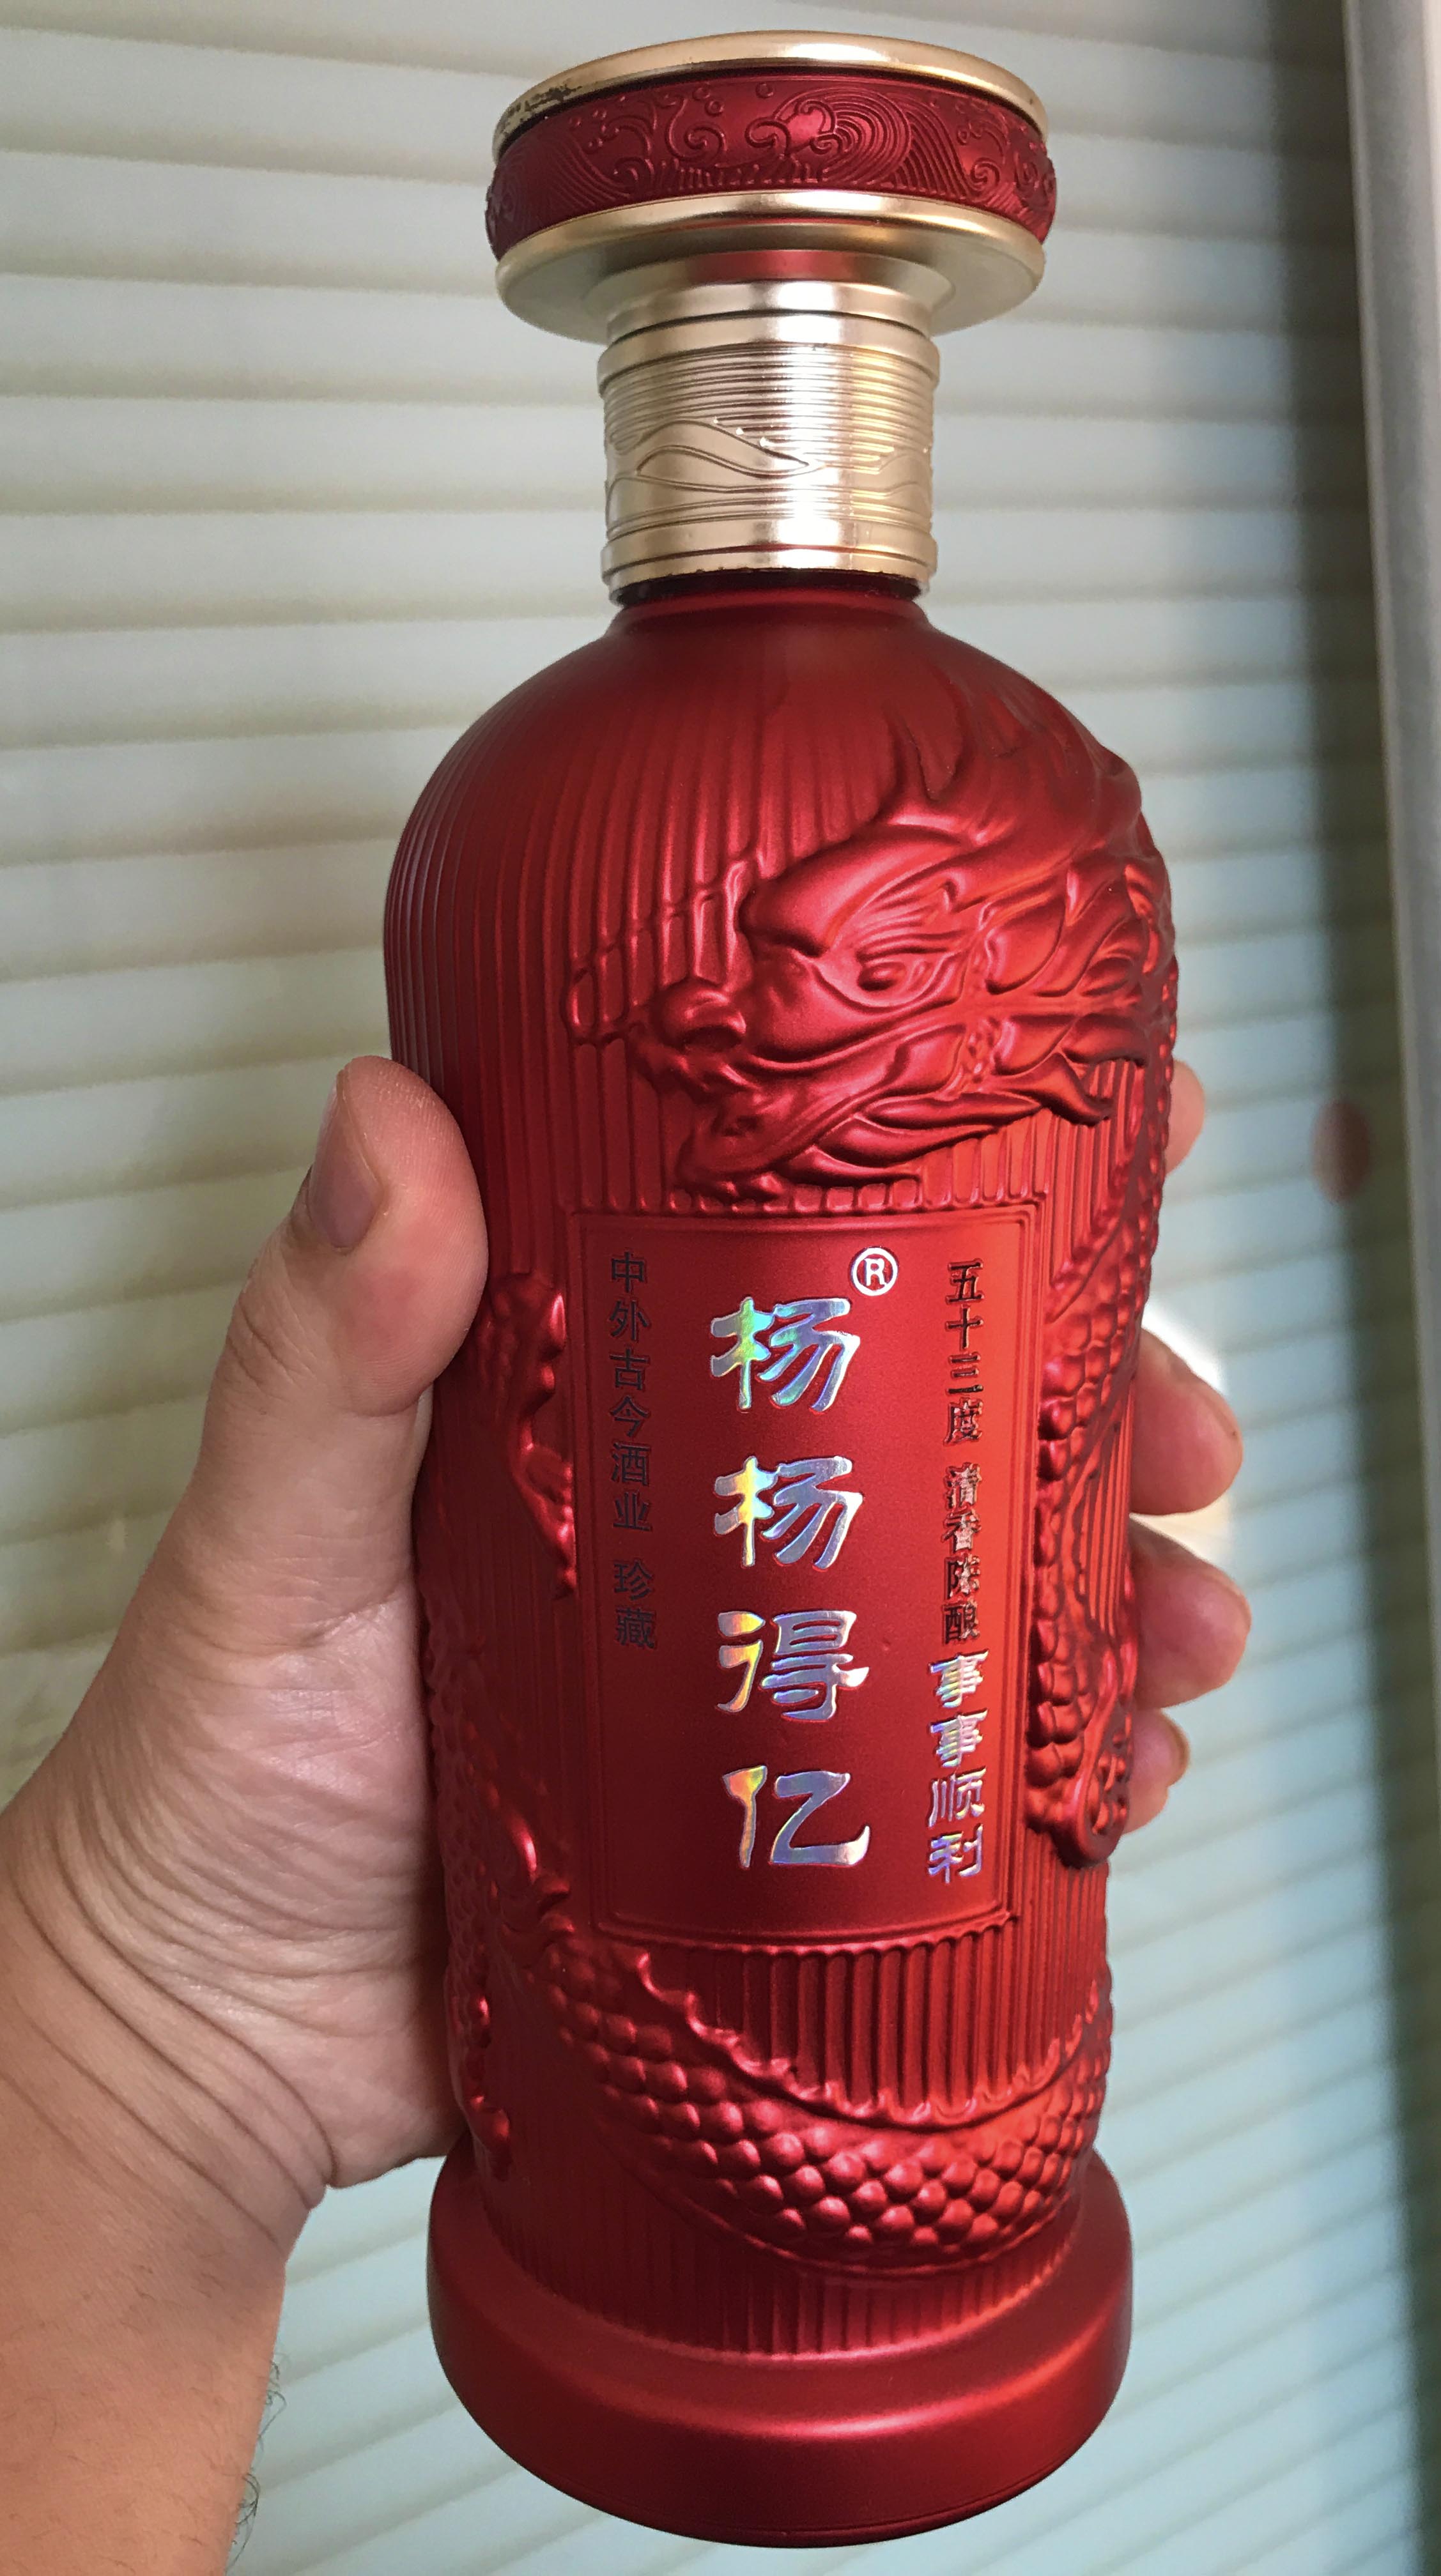 五十三度 清香陈酿 事事顺利
杨杨得亿®
中外古今酒业 珍藏